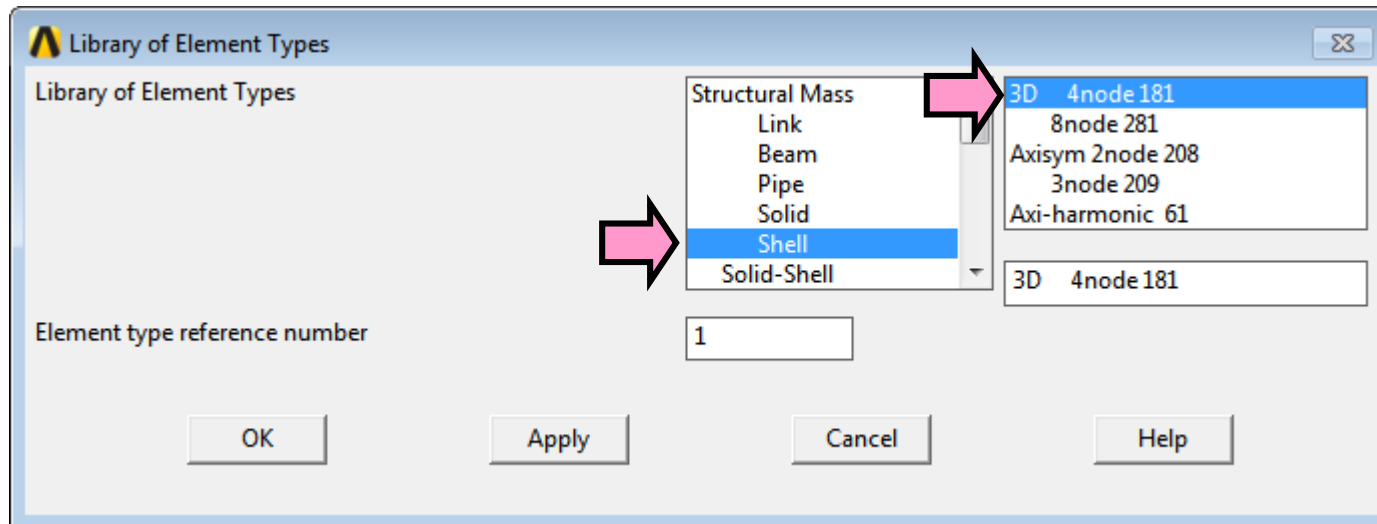 Library of Element Types
Library of Element Types
Structural Mass
Link
Beam
Pipe
Solid
Shell
Solid-Shell
3D 4node 181
8node 281
Axisym 2node 208
3node 209
Axi-harmonic 61
3D 4node 181
Element type reference number
1
OK
Apply
Cancel
Help